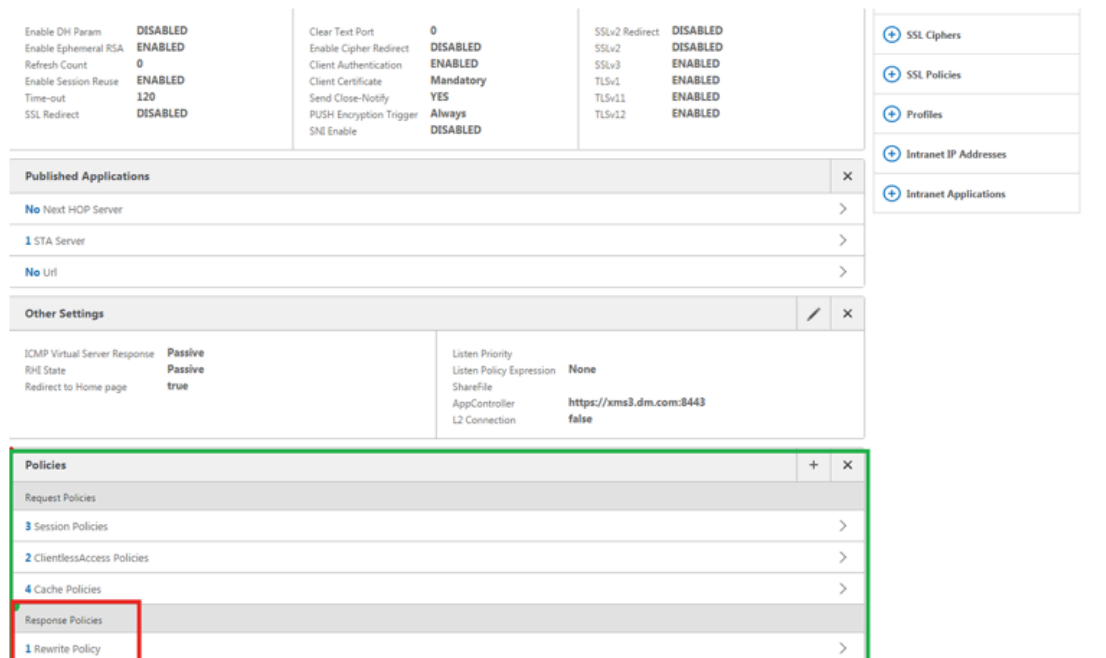 Enable DH Param DISABLED
Enable Ephemeral RSA ENABLED
Refresh Count 0
Enable Session Reuse ENABLED
Time-out 120
SSL Redirect DISABLED
Clear Text Port 0
Enable Cipher Redirect DISABLED
Client Authentication ENABLED
Client Certificate Mandatory
Send Close-Notify YES
PUSH Encryption Trigger Always
SNI Enable DISABLED
SSLv2 Redirect DISABLED
SSLv2 DISABLED
SSLv3 ENABLED
TLSv1 ENABLED
TLSv11 ENABLED
TLSv12 ENABLED
SSL Ciphers
SSL Policies
Profiles
Intranet IP Addresses
Intranet Applications
Published Applications
No Next HOP Server
1 STA Server
No Url
Other Settings
ICMP Virtual Server Response Passive
RHI State Passive
Redirect to Home page true
Listen Priority
Listen Policy Expression None
ShareFile
AppController https://xms3.dm.com:8443
L2 Connection false
Policies
Request Policies
3 Session Policies
2 ClientlessAccess Policies
4 Cache Policies
Response Policies
1 Rewrite Policy